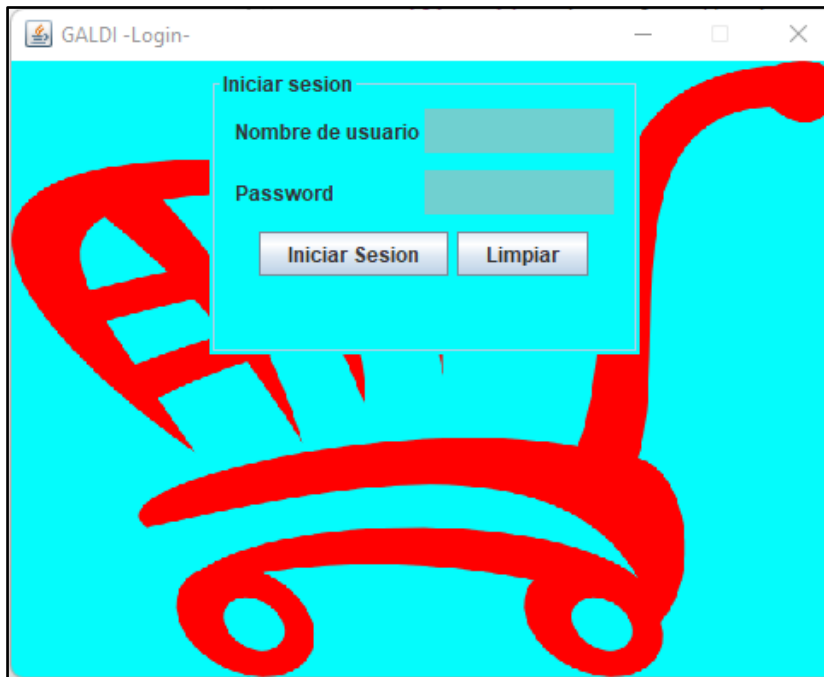 GALDI -Login-
Iniciar sesion
Nombre de usuario
Password
Iniciar Sesion Limpiar